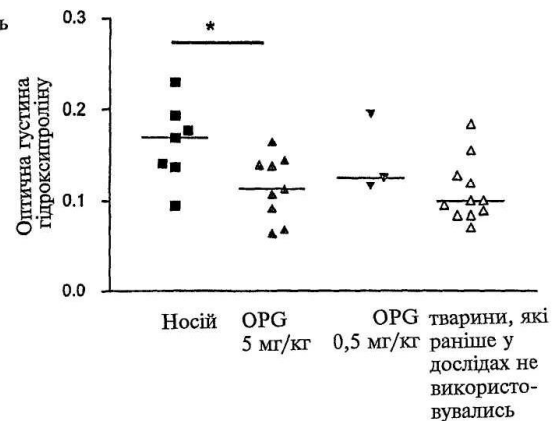 ь
Оптична густина
гідроксипроліну
0.3
0.2
0.1
0.0
*
Носій
OPG
5 мг/кг
OPG
0,5 мг/кг
тварини, які
раніше у
дослідах не
використо-
вувались